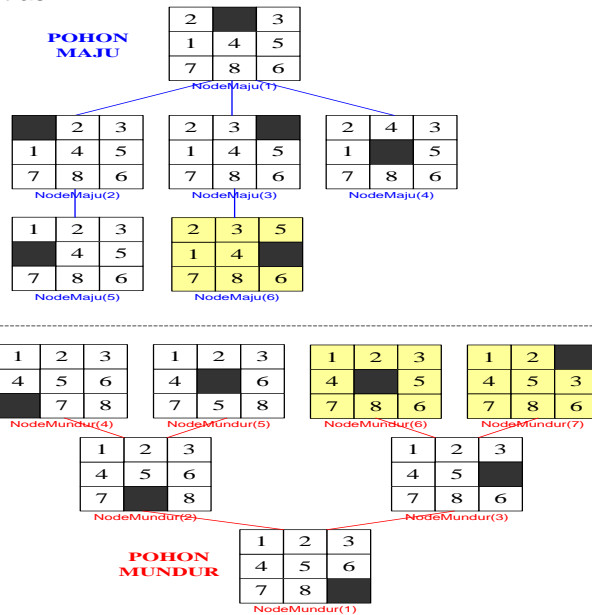 POHON
MAJU
2 3
1 4 5
7 8 6
NodeMaju(1)
2 3
1 4 5
7 8 6
NodeMaju(2)
2 3
1 4 5
7 8 6
NodeMaju(3)
2 4 3
1 5
7 8 6
NodeMaju(4)
1 2 3
4 5
7 8 6
NodeMaju(5)
2 3 5
1 4
7 8 6
NodeMaju(6)
1 2 3
4 5 6
7 8
NodeMundur(4)
1 2 3
4 6
7 5 8
NodeMundur(5)
1 2 3
4 5
7 8 6
NodeMundur(6)
1 2
4 5 3
7 8 6
NodeMundur(7)
1 2 3
4 5 6
7 8
NodeMundur(2)
1 2 3
4 5
7 8 6
NodeMundur(3)
POHON
MUNDUR
1 2 3
4 5 6
7 8
NodeMundur(1)